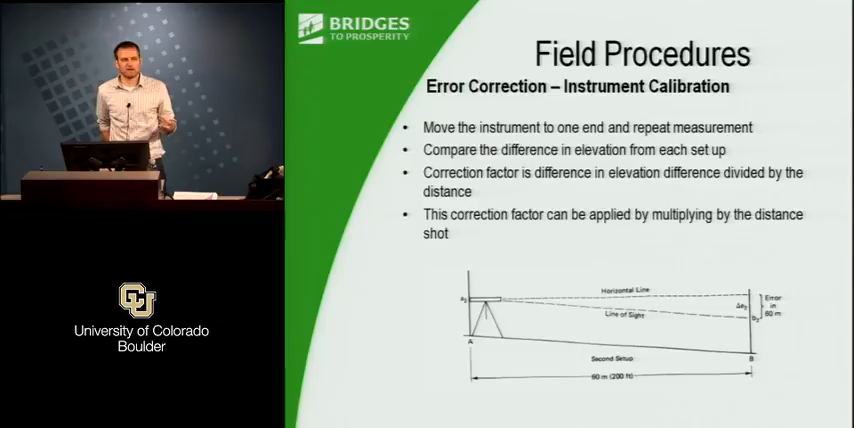 BRIDGES
TO PROSPERITY
Field Procedures
Error Correction – Instrument Calibration
• Move the instrument to one end and repeat measurement
• Compare the difference in elevation from each set up
• Correction factor is difference in elevation difference divided by the
distance
• This correction factor can be applied by multiplying by the distance
shot
Horizontal Line
Line of Sight
Error
in
60 m
A
B
Second Setup
60 m (200 ft)
CU
University of Colorado
Boulder